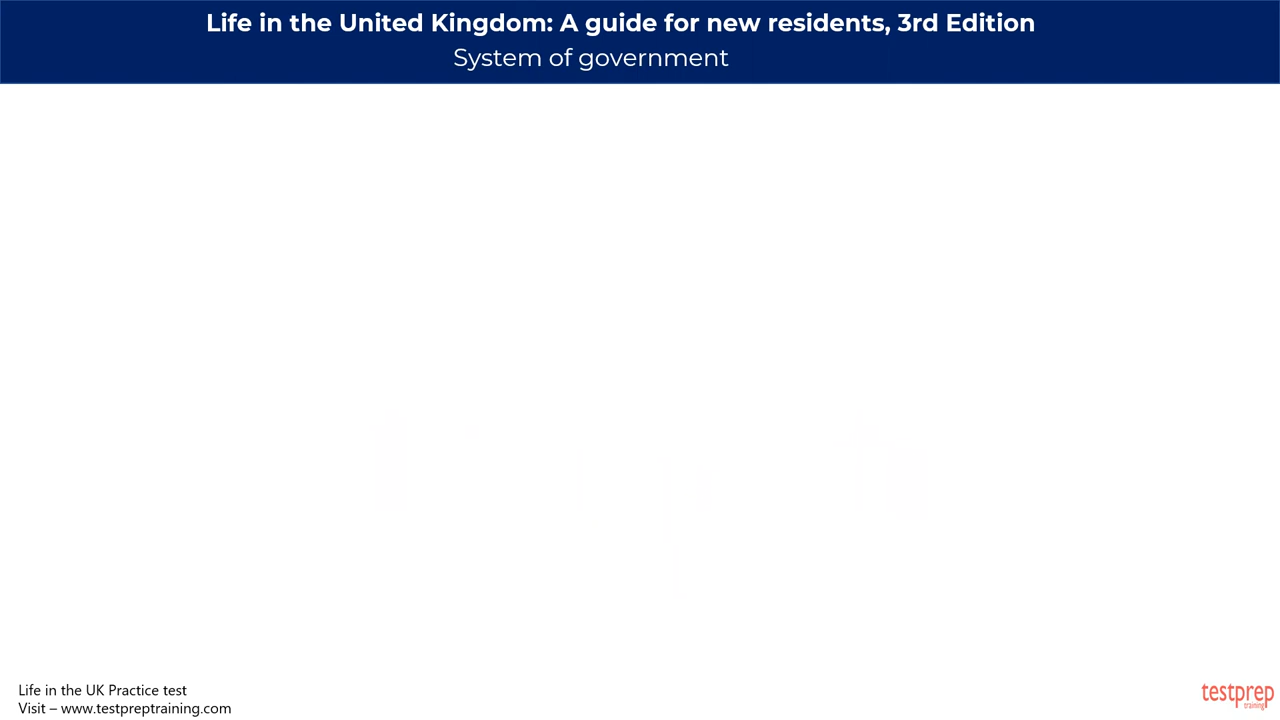 Life in the United Kingdom: A guide for new residents, 3rd Edition
System of government
Life in the UK Practice test
Visit – www.testpreptraining.com
testprep
training